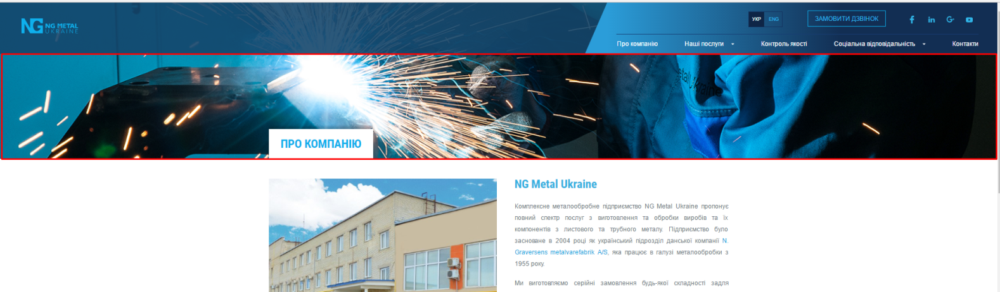 NG NG METAL
UKRAINE
УКР ENG
ЗАМОВИТИ ДЗВІНОК
Про компанію Наші послуги Контроль якості Соціальна відповідальність Контакти
Metal Ukraine
ПРО КОМПАНІЮ
NG Metal Ukraine
Комплексне металообробне підприємство NG Metal Ukraine пропонує
повний спектр послуг з виготовлення та обробки виробів та їх
компонентів з листового та трубного металу. Підприємство було
засноване в 2004 році як український підрозділ данської компанії N.
Graversens metalvarefabrik A/S, яка працює в галузі металообробки з
1955 року.
Ми виготовляємо серійні замовлення будь-якої складності задля